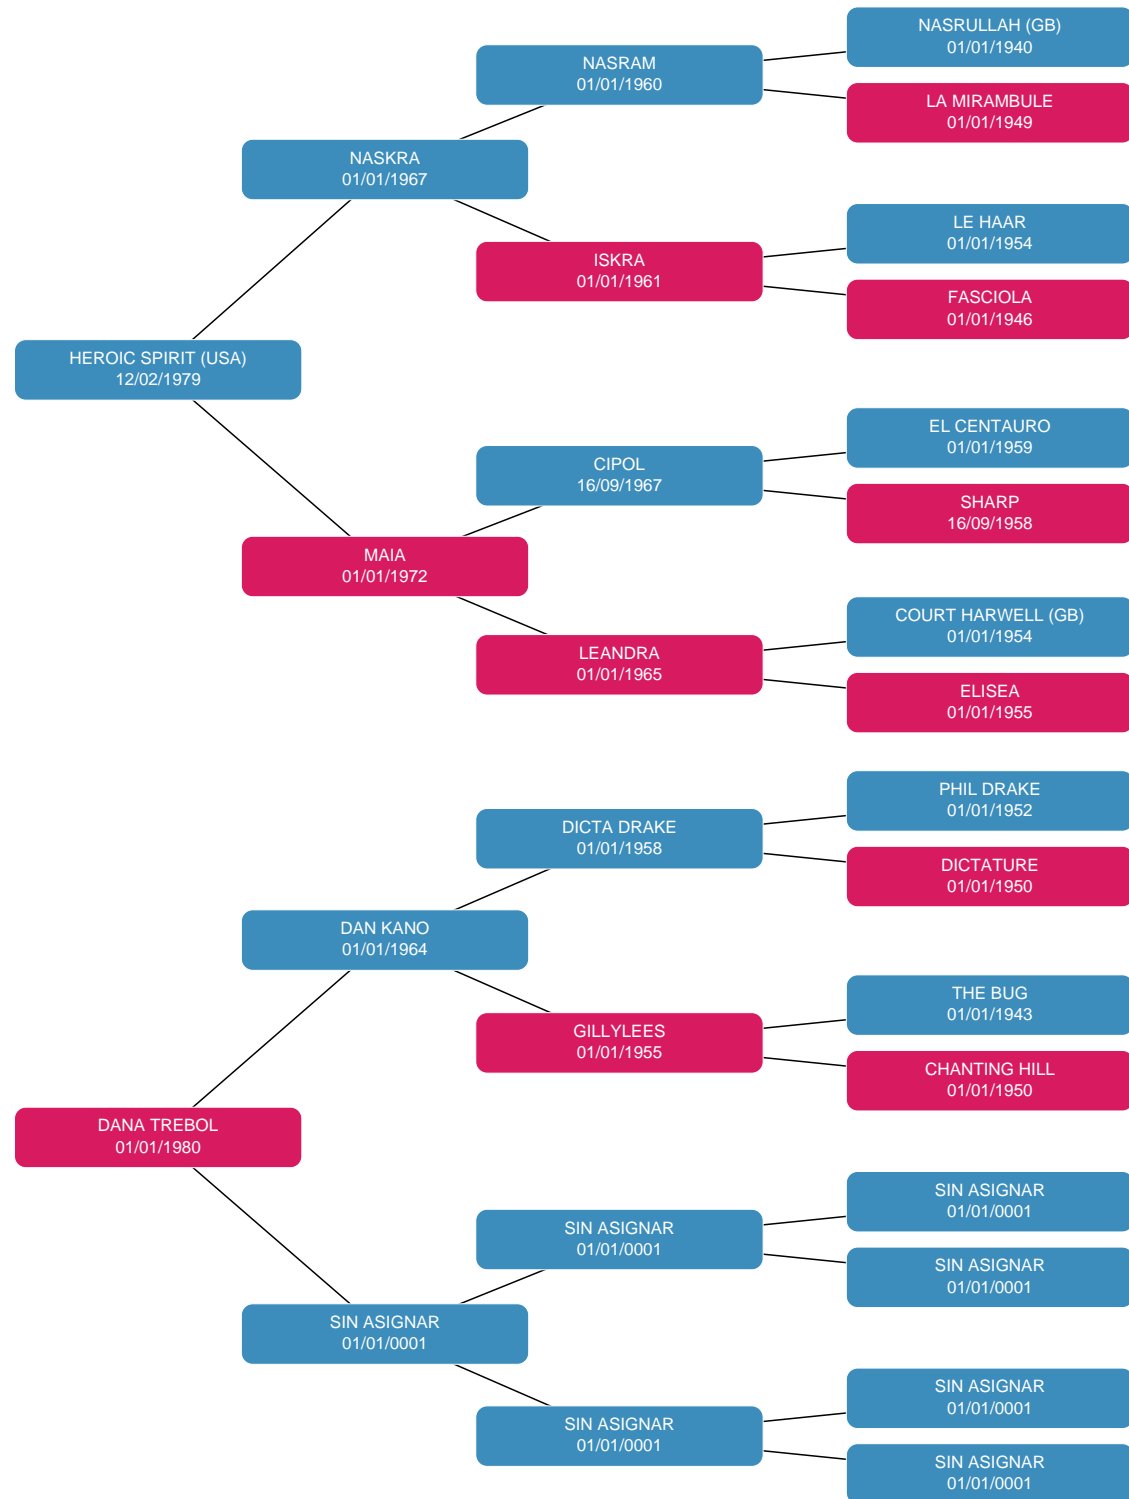 NASRULLAH (GB)
01/01/1940
NASRAM
01/01/1960
LA MIRAMBULE
01/01/1949
NASKRA
01/01/1967
LE HAAR
01/01/1954
ISKRA
01/01/1961
FASCIOLA
01/01/1946
HEROIC SPIRIT (USA)
12/02/1979
EL CENTAURO
01/01/1959
CIPOL
16/09/1967
SHARP
16/09/1958
MAIA
01/01/1972
COURT HARWELL (GB)
01/01/1954
LEANDRA
01/01/1965
ELISEA
01/01/1955
PHIL DRAKE
01/01/1952
DICTA DRAKE
01/01/1958
DICTATURE
01/01/1950
DAN KANO
01/01/1964
THE BUG
01/01/1943
GILLYLEES
01/01/1955
CHANTING HILL
01/01/1950
DANA TREBOL
01/01/1980
SIN ASIGNAR
01/01/0001
SIN ASIGNAR
01/01/0001
SIN ASIGNAR
01/01/0001
SIN ASIGNAR
01/01/0001
SIN ASIGNAR
01/01/0001
SIN ASIGNAR
01/01/0001
SIN ASIGNAR
01/01/0001